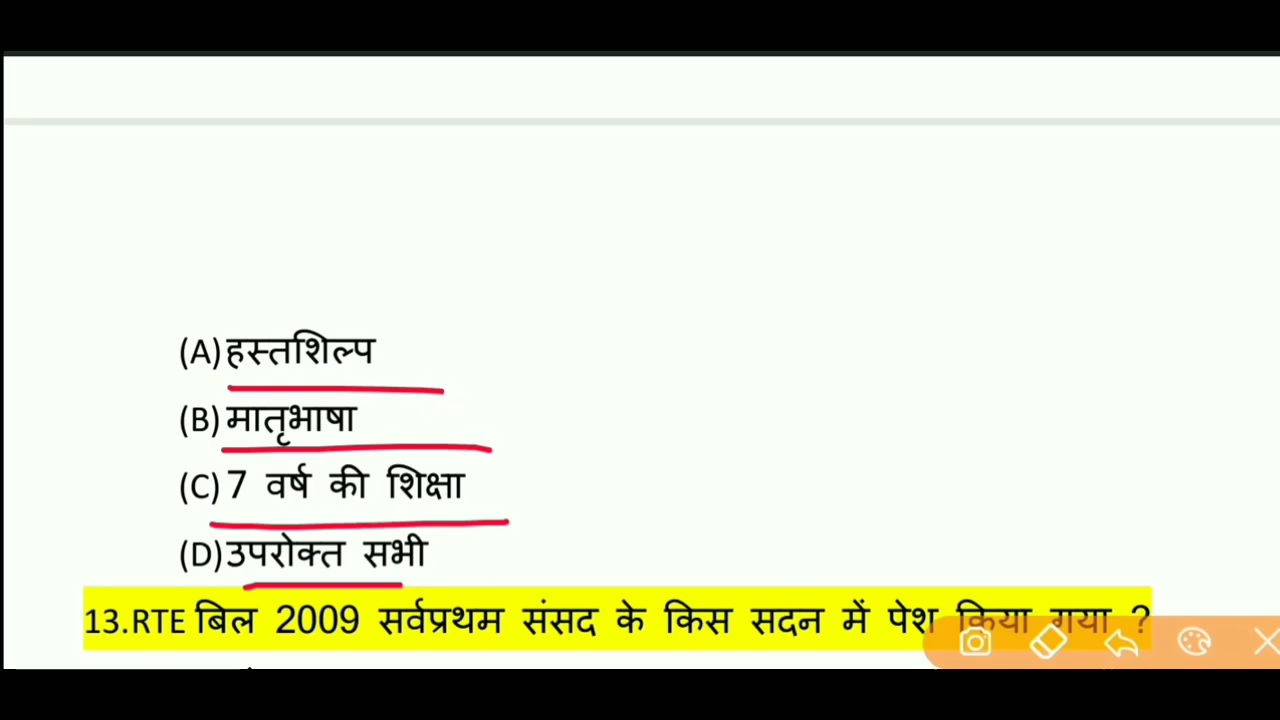 (A)हस्तशिल्प
(B)मातृभाषा
(C)7 वर्ष की शिक्षा
(D)उपरोक्त सभी
13.RTE बिल 2009 सर्वप्रथम संसद के किस सदन में पेश किया गया ?